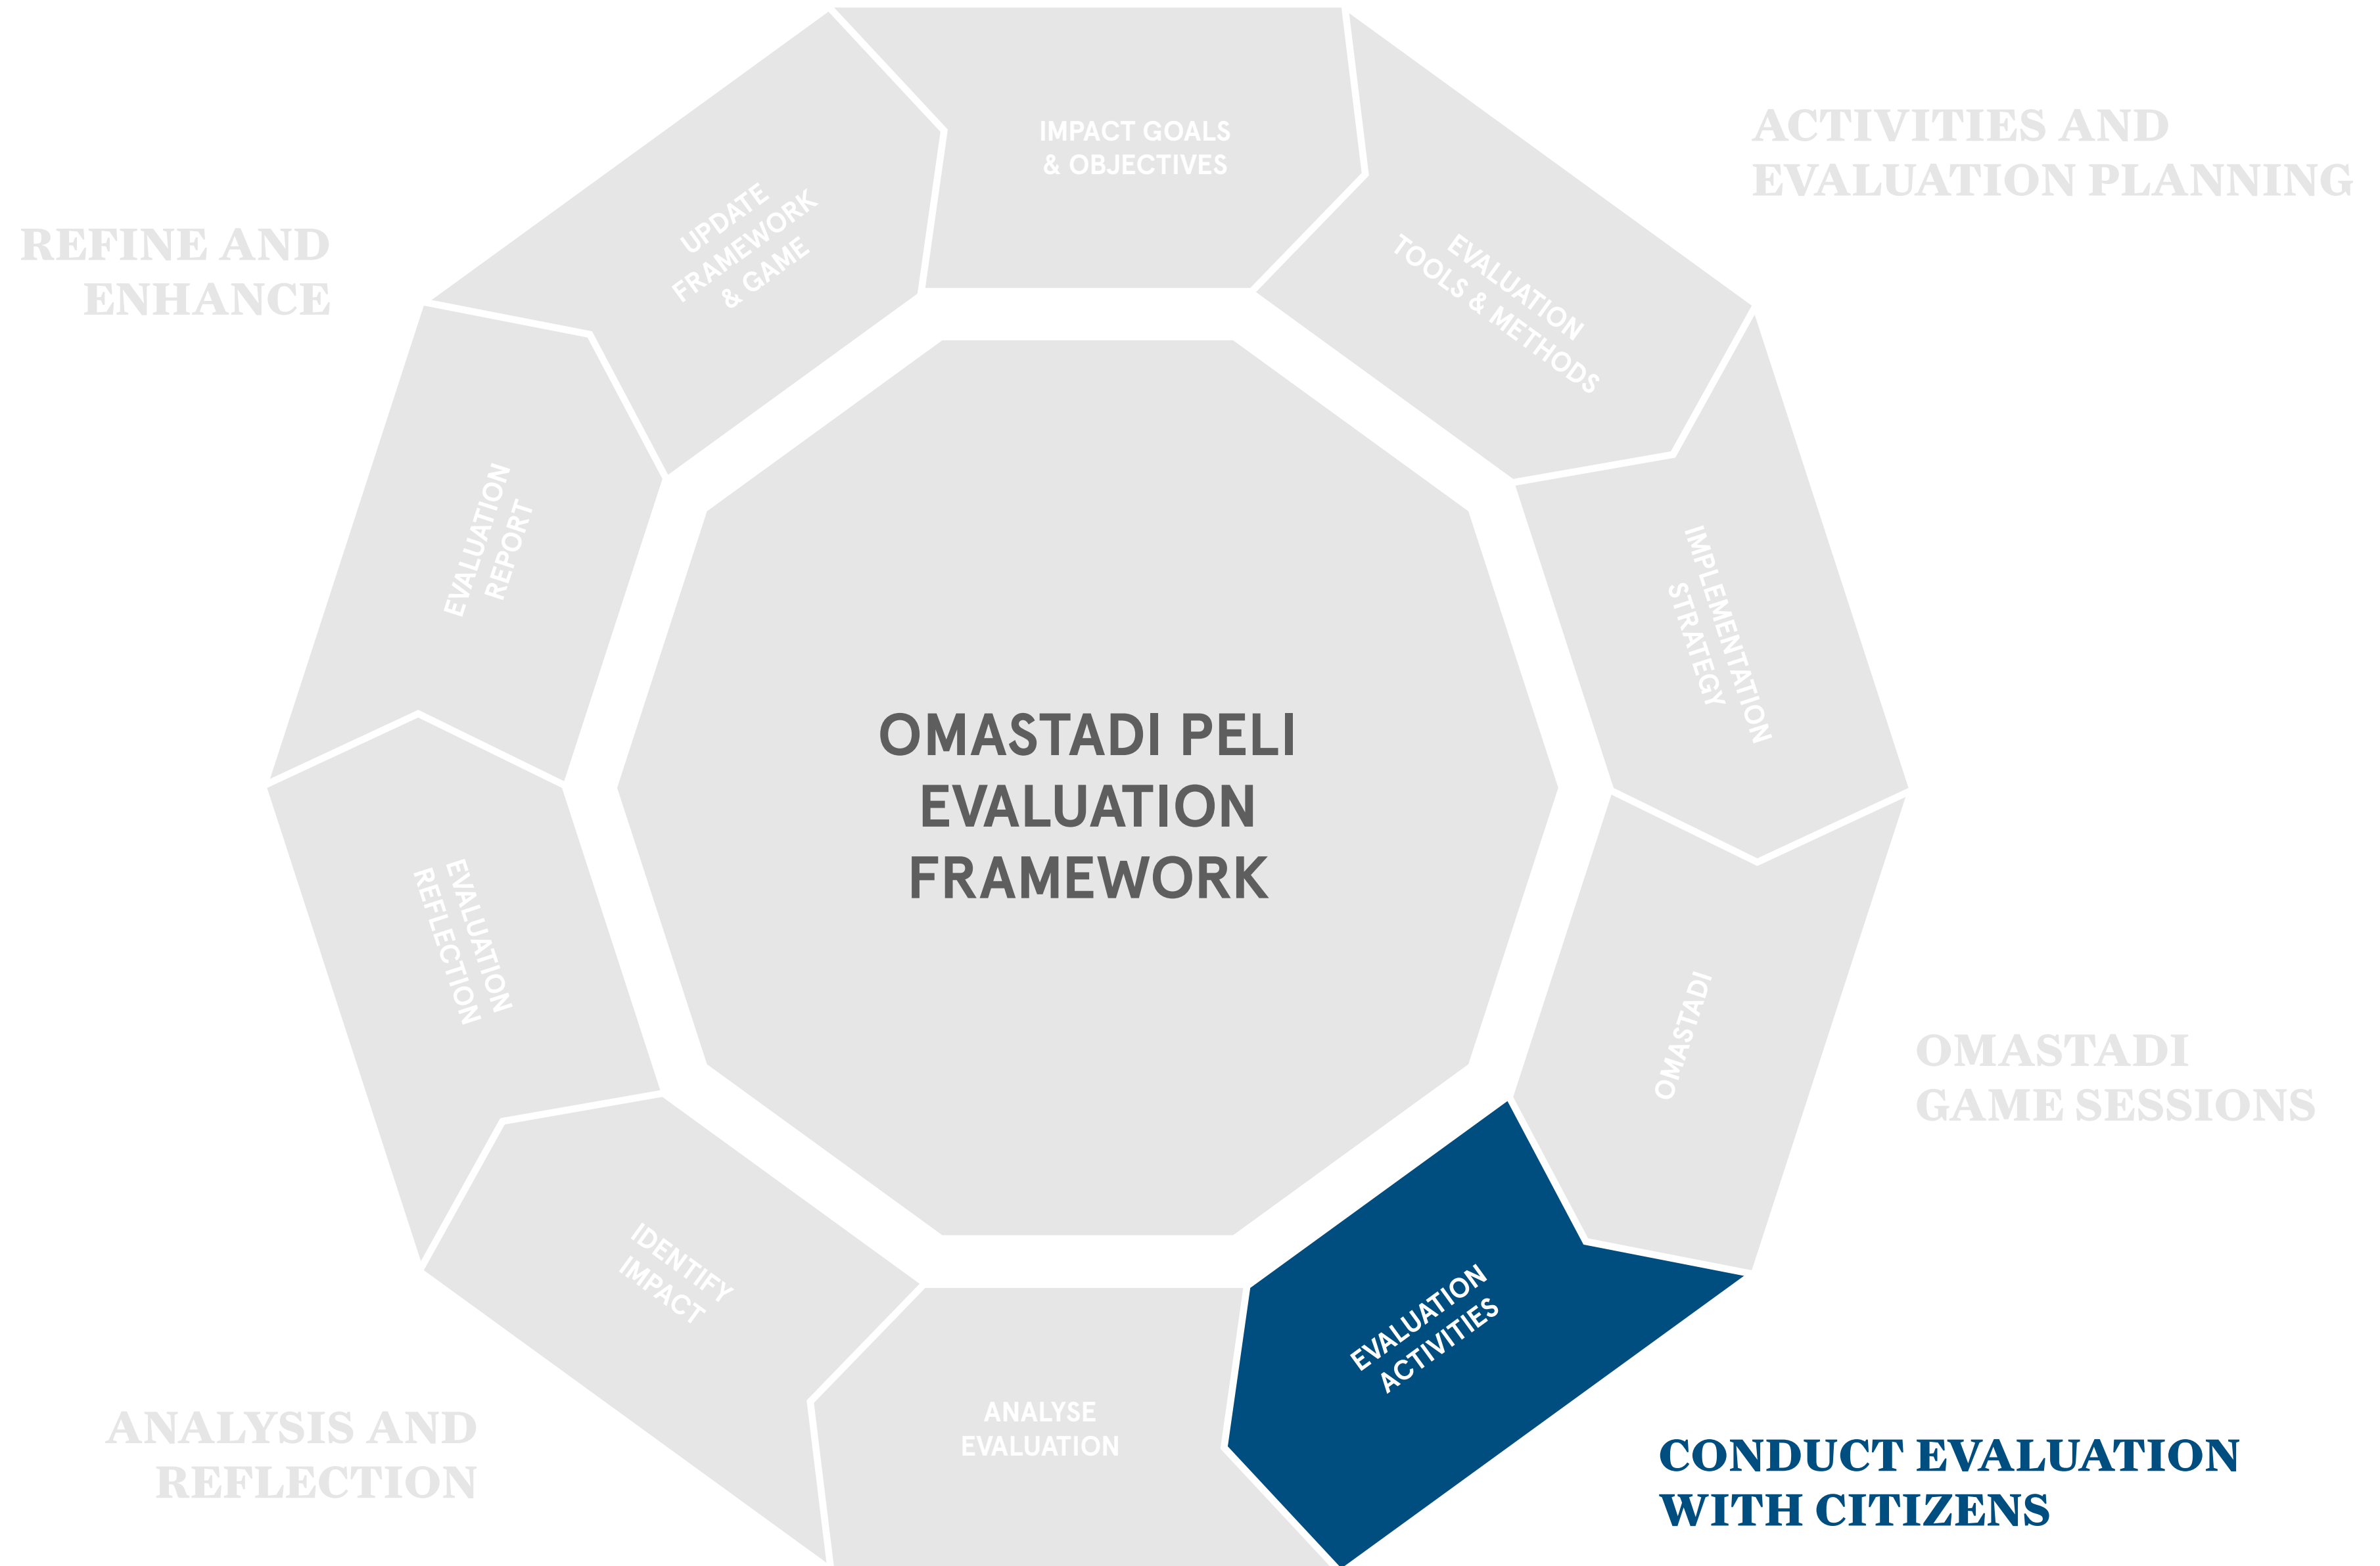 IMPACT GOALS
& OBJECTIVES
EVALUATION
TOOLS & METHODS
IMPLEMENTATION
STRATEGY
OMASTADI
EVALUATION
ACTIVITIES
ANALYSE
EVALUATION
IDENTIFY
IMPACT
EVALUATION
REFLECTION
EVALUATION
REPORT
UPDATE
FRAMEWORK
& GAME
OMASTADI PELI
EVALUATION
FRAMEWORK
ACTIVITIES AND
EVALUATION PLANNING
OMASTADI
GAME SESSIONS
CONDUCT EVALUATION
WITH CITIZENS
ANALYSIS AND
REFLECTION
REFINE AND
ENHANCE